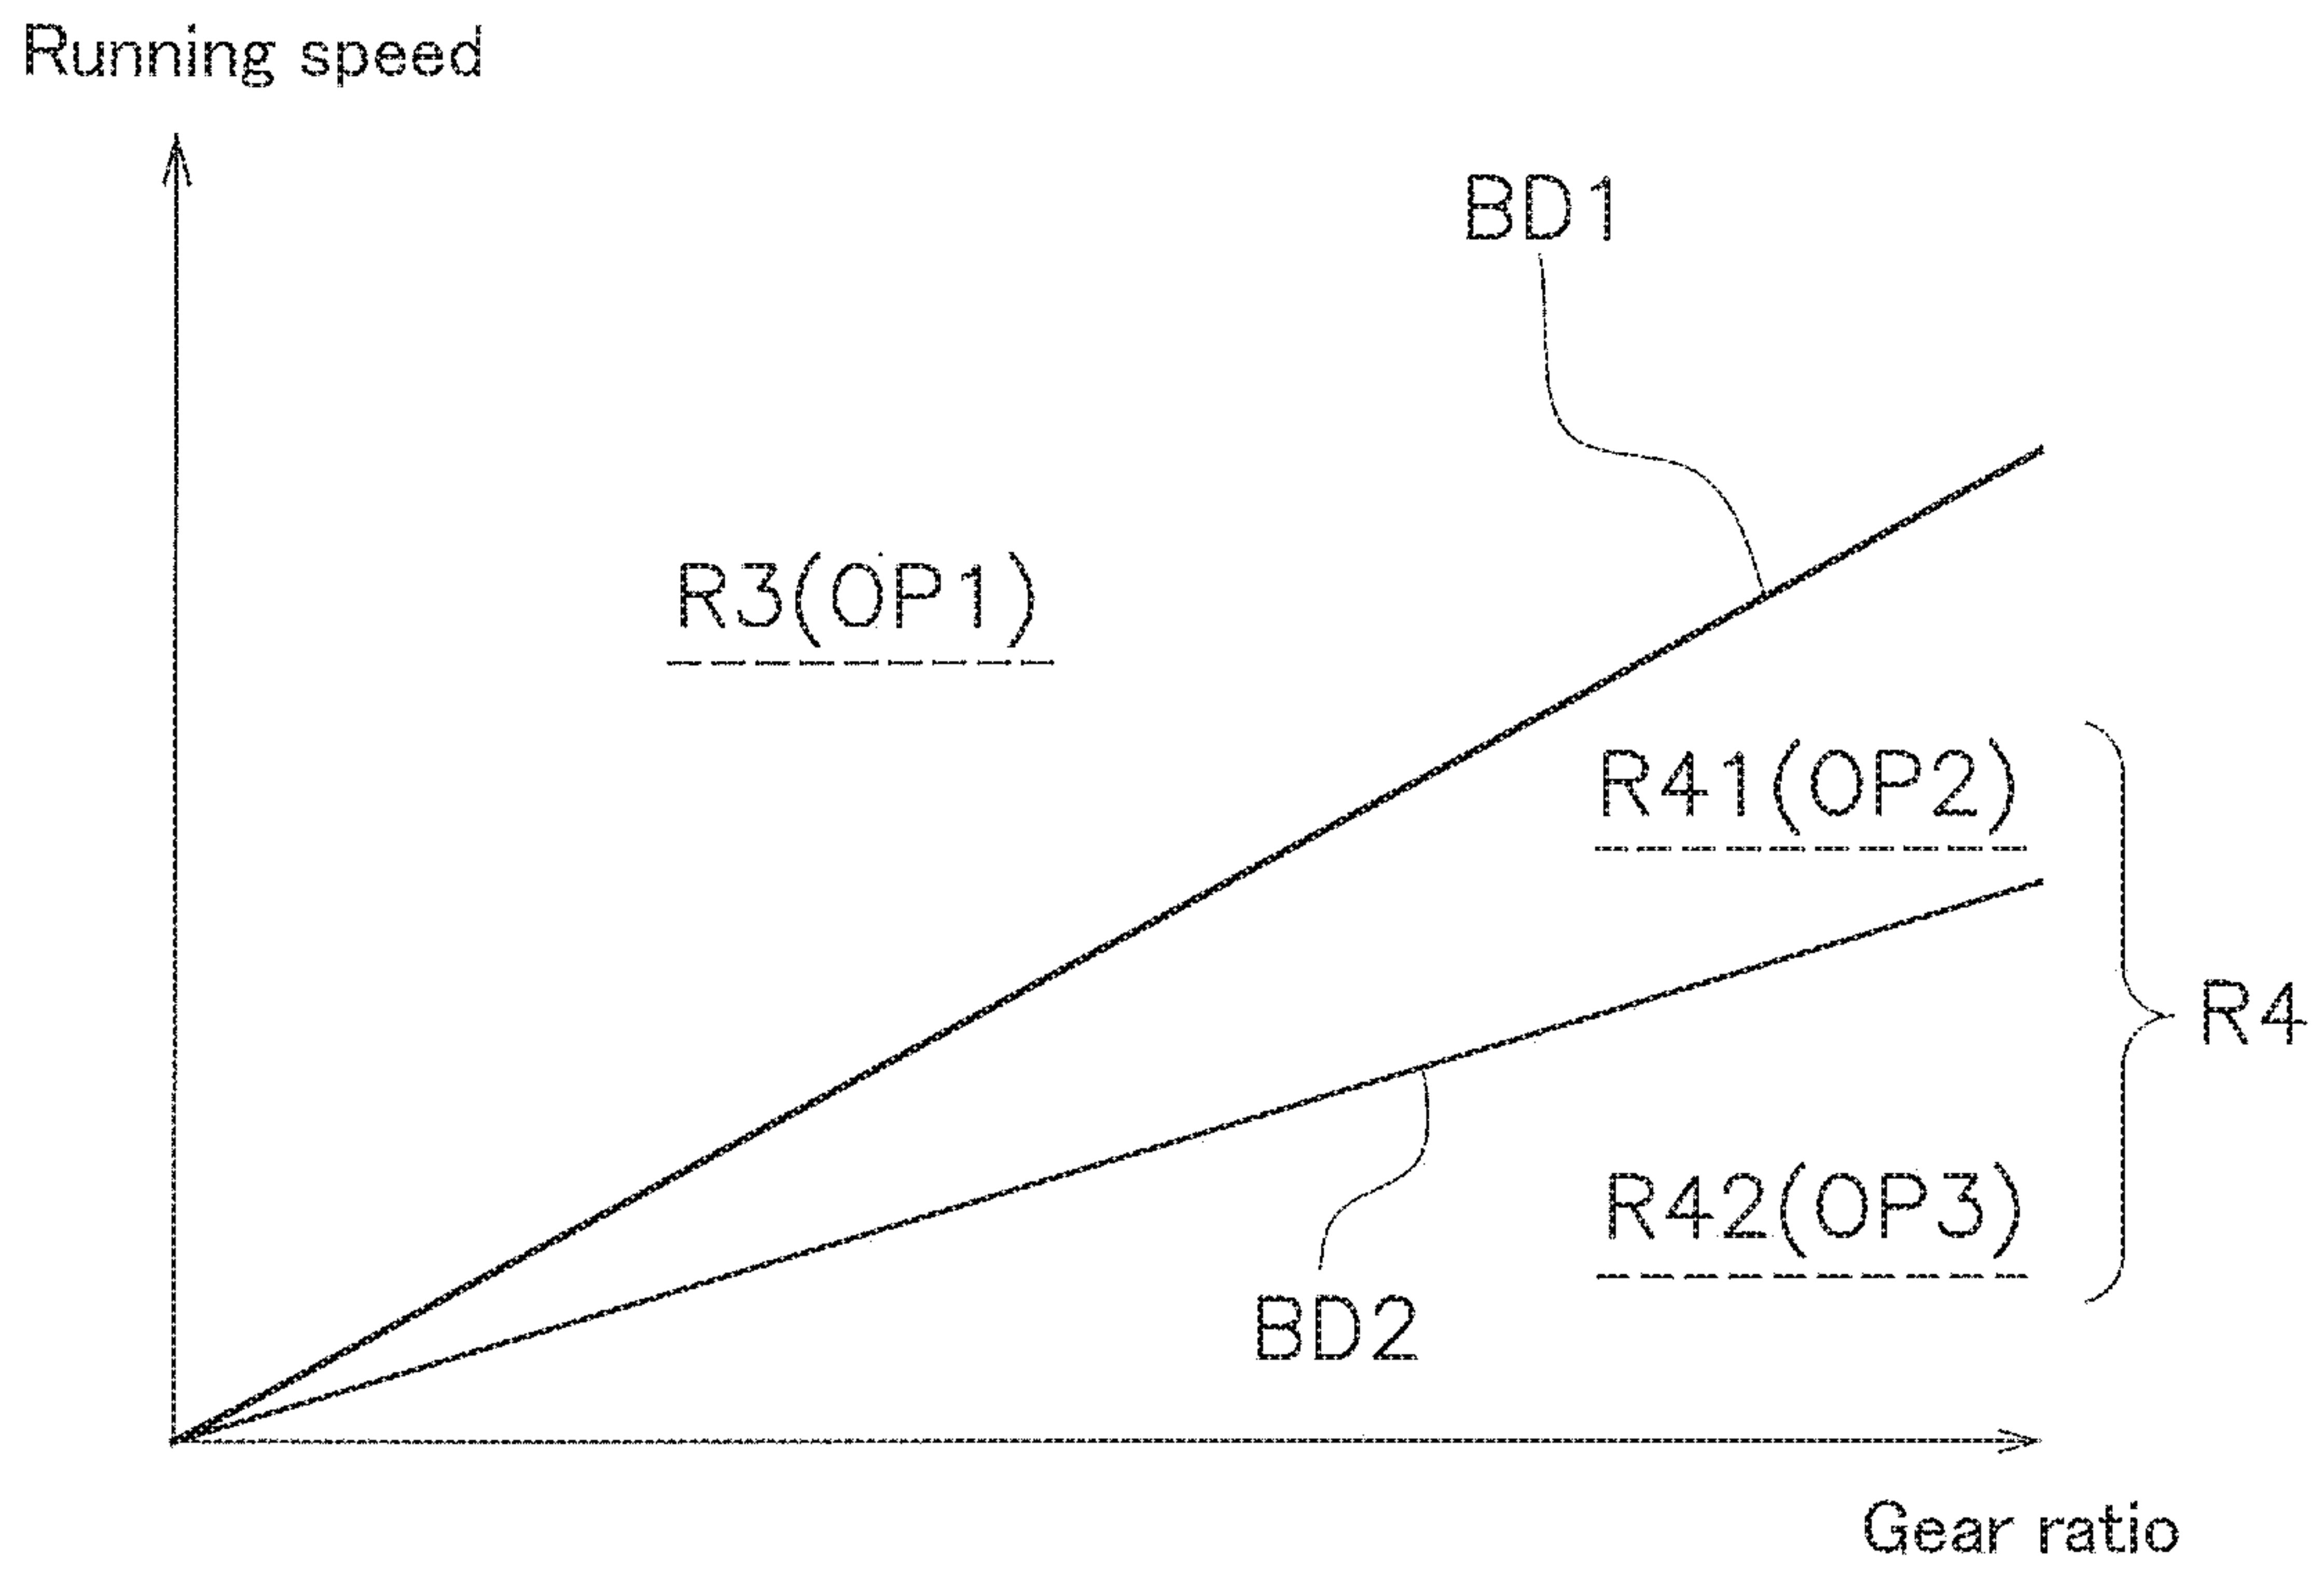 Running speed
BD1
R3(OP1)
R41(OP2)
R4
R42(OP3)
BD2
Gear ratio